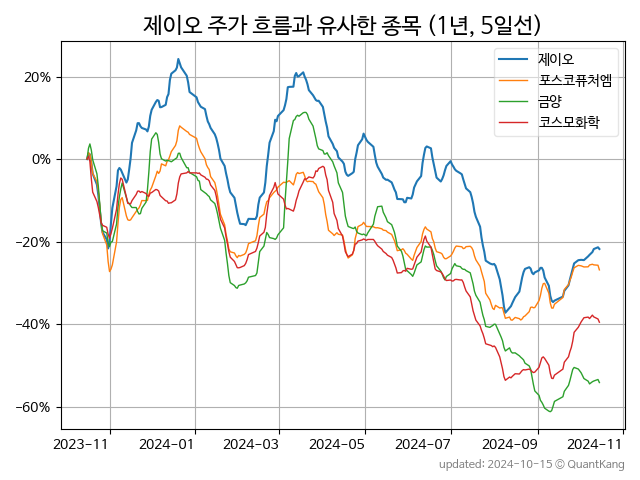 제이오 주가 흐름과 유사한 종목 (1년, 5일선)
제이오
포스코퓨처엠
금양
코스모화학
20%
0%
−20%
−40%
−60%
2023-11 2024-01 2024-03 2024-05 2024-07 2024-09 2024-11
updated: 2024-10-15 © QuantKang